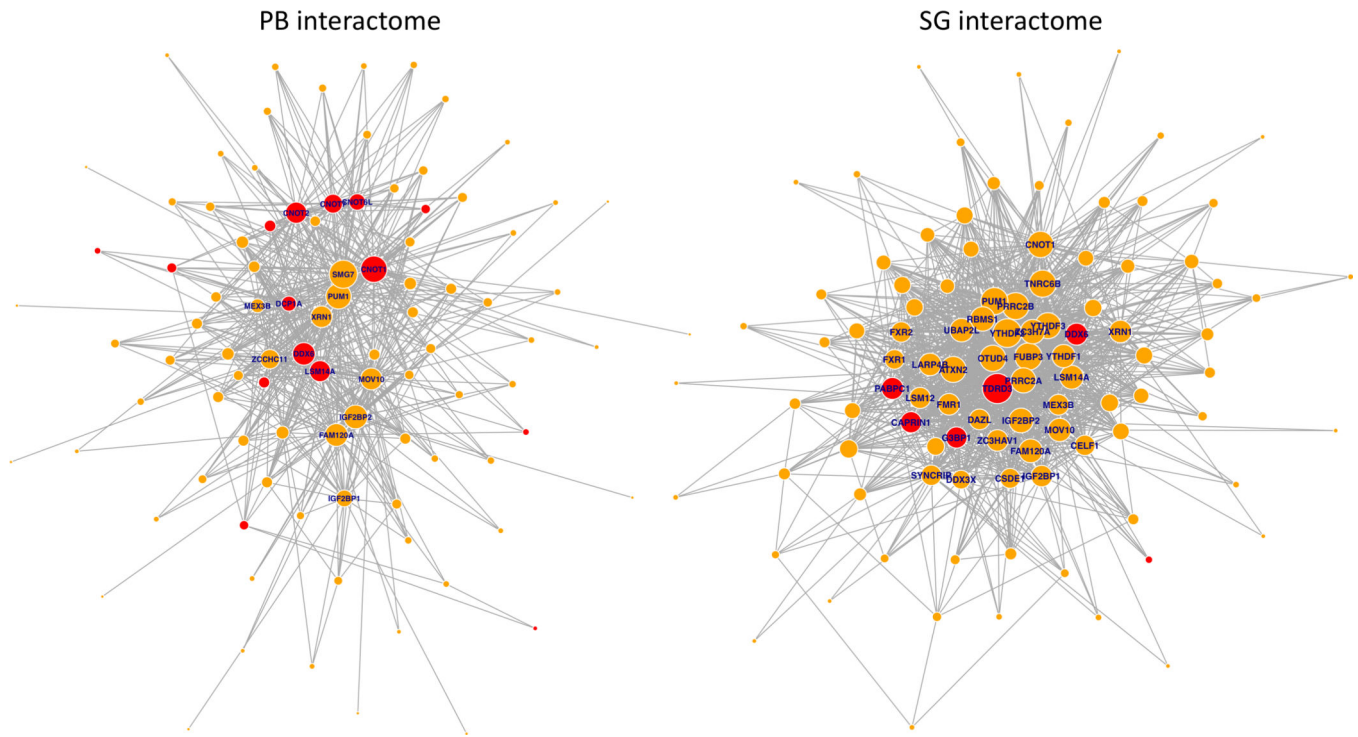 PB interactome
SG interactome
CNOT2
CNOT7
CNOT6L
SMG7
CNOT1
MEX3B
DCP1A
PUM1
XRN1
ZCCHC11
DDX6
LSM14A
MOV10
IGF2BP2
FAM120A
IGF2BP1
CNOT1
TNRC6B
PUM1
PRRC2B
RBMS1
FXR2
UBAP2L
ZC3H7A
YTHDF3
DDX6
XRN1
FXR1
LARP4B
ATXN2
OTUD4
FUBP3
YTHDF1
PABPC1
LSM12
FMR1
TDRD3
PRRC2A
LSM14A
MEX3B
CAPRIN1
G3BP1
DAZL
IGF2BP2
MOV10
ZC3HAV1
FAM120A
CELF1
SYNCRIP
DDX3X
CSDE1
IGF2BP1